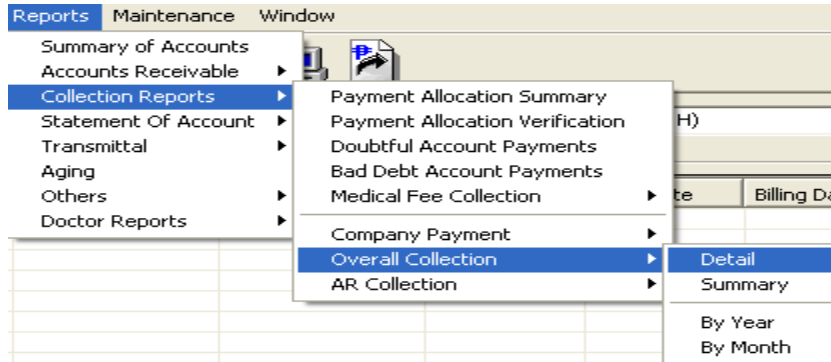 Reports Maintenance Window
Summary of Accounts
Accounts Receivable
Collection Reports
Statement Of Account
Transmittal
Aging
Others
Doctor Reports
Payment Allocation Summary
Payment Allocation Verification
Doubtful Account Payments
Bad Debt Account Payments
Medical Fee Collection
Company Payment
Overall Collection
AR Collection
Detail
Summary
By Year
By Month
H)
te
Billing Da